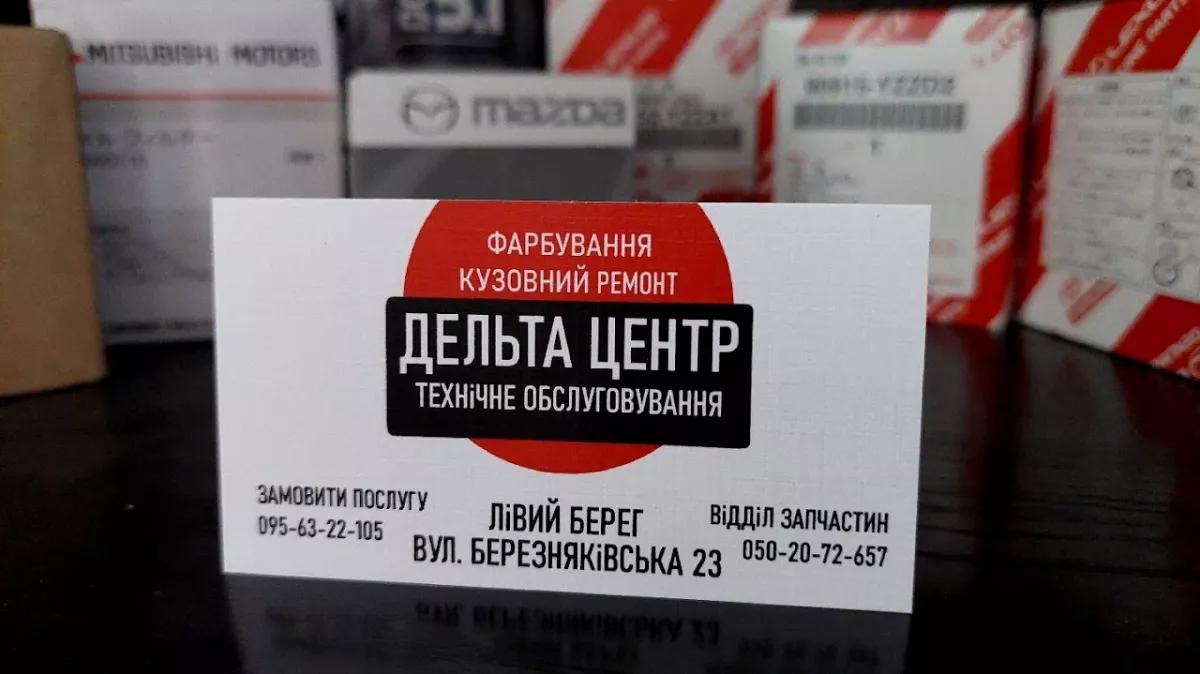 MITSUBISHI MOTORS
mazda
LEXUS
ФАРБУВАННЯ
КУЗОВНИЙ РЕМОНТ
ДЕЛЬТА ЦЕНТР
ТЕХНіЧНЕ ОБСЛУГОВУВАННЯ
ЗАМОВИТИ ПОСЛУГУ
095-63-22-105
ЛіВИЙ БЕРЕГ
ВУЛ. БЕРЕЗНЯКіВСЬКА 23
ВіДДіЛ ЗАПЧАСТИН
050-20-72-657